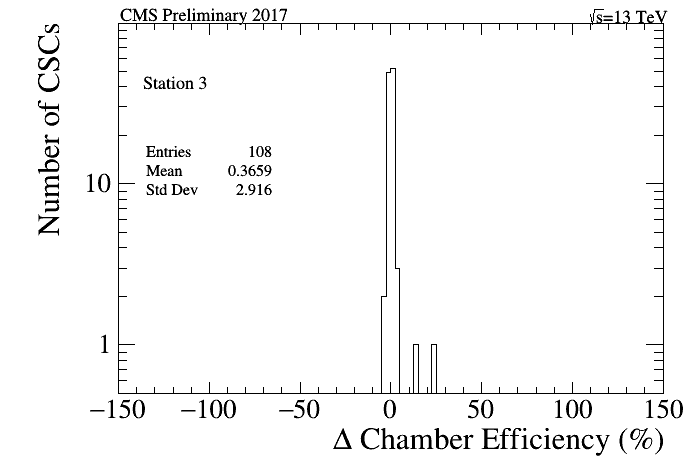 CMS Preliminary 2017
√s=13 TeV
Number of CSCs
Station 3
Entries 108
Mean 0.3659
Std Dev 2.916
10
1
−150 −100 −50 0 50 100 150
Δ Chamber Efficiency (%)